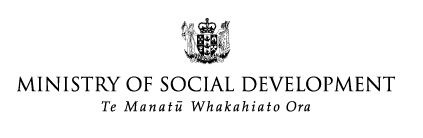 MINISTRY OF SOCIAL DEVELOPMENT
Te Manatū Whakahiato Ora